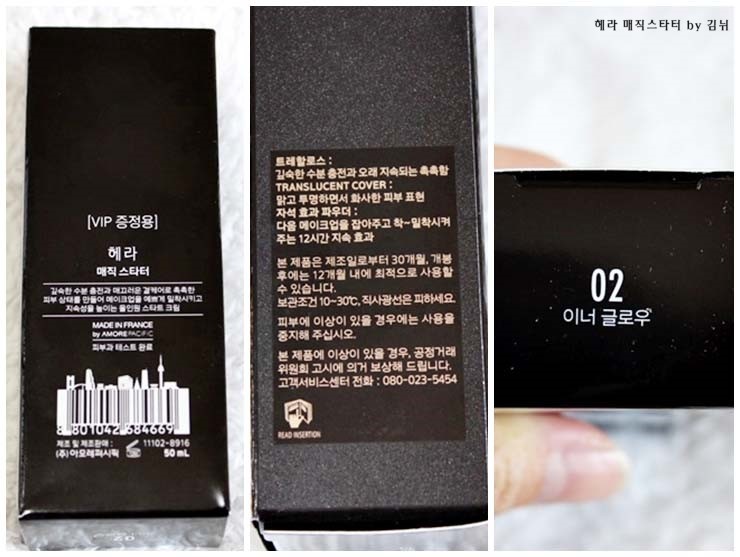 [VIP 증정용]
헤라
매직 스타터
깊숙한 수분 충전과 매끄러운 결케어로 촉촉한
피부 상태를 만들어 메이크업을 예쁘게 밀착시키고
지속성을 높이는 올인원 스타트 크림
MADE IN FRANCE
by AMOREPACIFIC
피부과 테스트 완료
8 801042 684669
제조 및 제조판매 :
(주)아모레퍼시픽
11102-8916
50 mL
02
트레할로스 :
깊숙한 수분 충전과 오래 지속되는 촉촉함
TRANSLUCENT COVER :
맑고 투명하면서 화사한 피부 표현
자석 효과 파우더 :
다음 메이크업을 잡아주고 착~밀착시켜
주는 12시간 지속 효과
본 제품은 제조일로부터 30개월, 개봉
후에는 12개월 내에 최적으로 사용할
수 있습니다.
보관조건 10~30℃, 직사광선은 피하세요.
피부에 이상이 있을 경우에는 사용을
중지해 주십시오.
본 제품에 이상이 있을 경우, 공정거래
위원회 고시에 의거 보상해 드립니다.
고객서비스센터 전화 : 080-023-5454
READ INSERTION
헤라 매직스타터 by 김뉘
02
이너 글로우